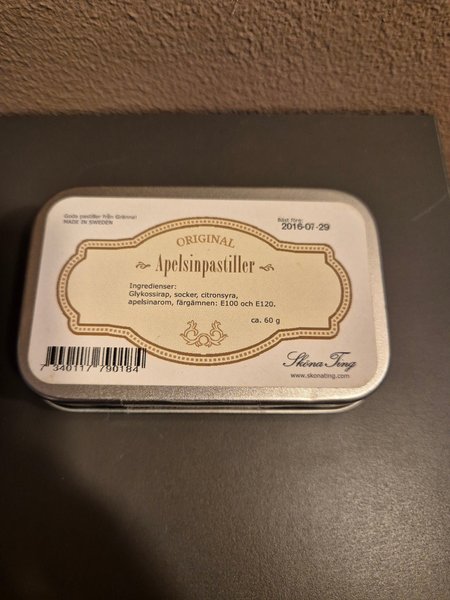 Goda pastiller från Gränna!
MADE IN SWEDEN
Bäst före:
2016-07-29
ORIGINAL
Apelsinpastiller
Ingredienser:
Glykossirap, socker, citronsyra,
apelsinarom, färgämnen: E100 och E120.
ca. 60 g
7 340117 790184
Sköna Ting
www.skonating.com